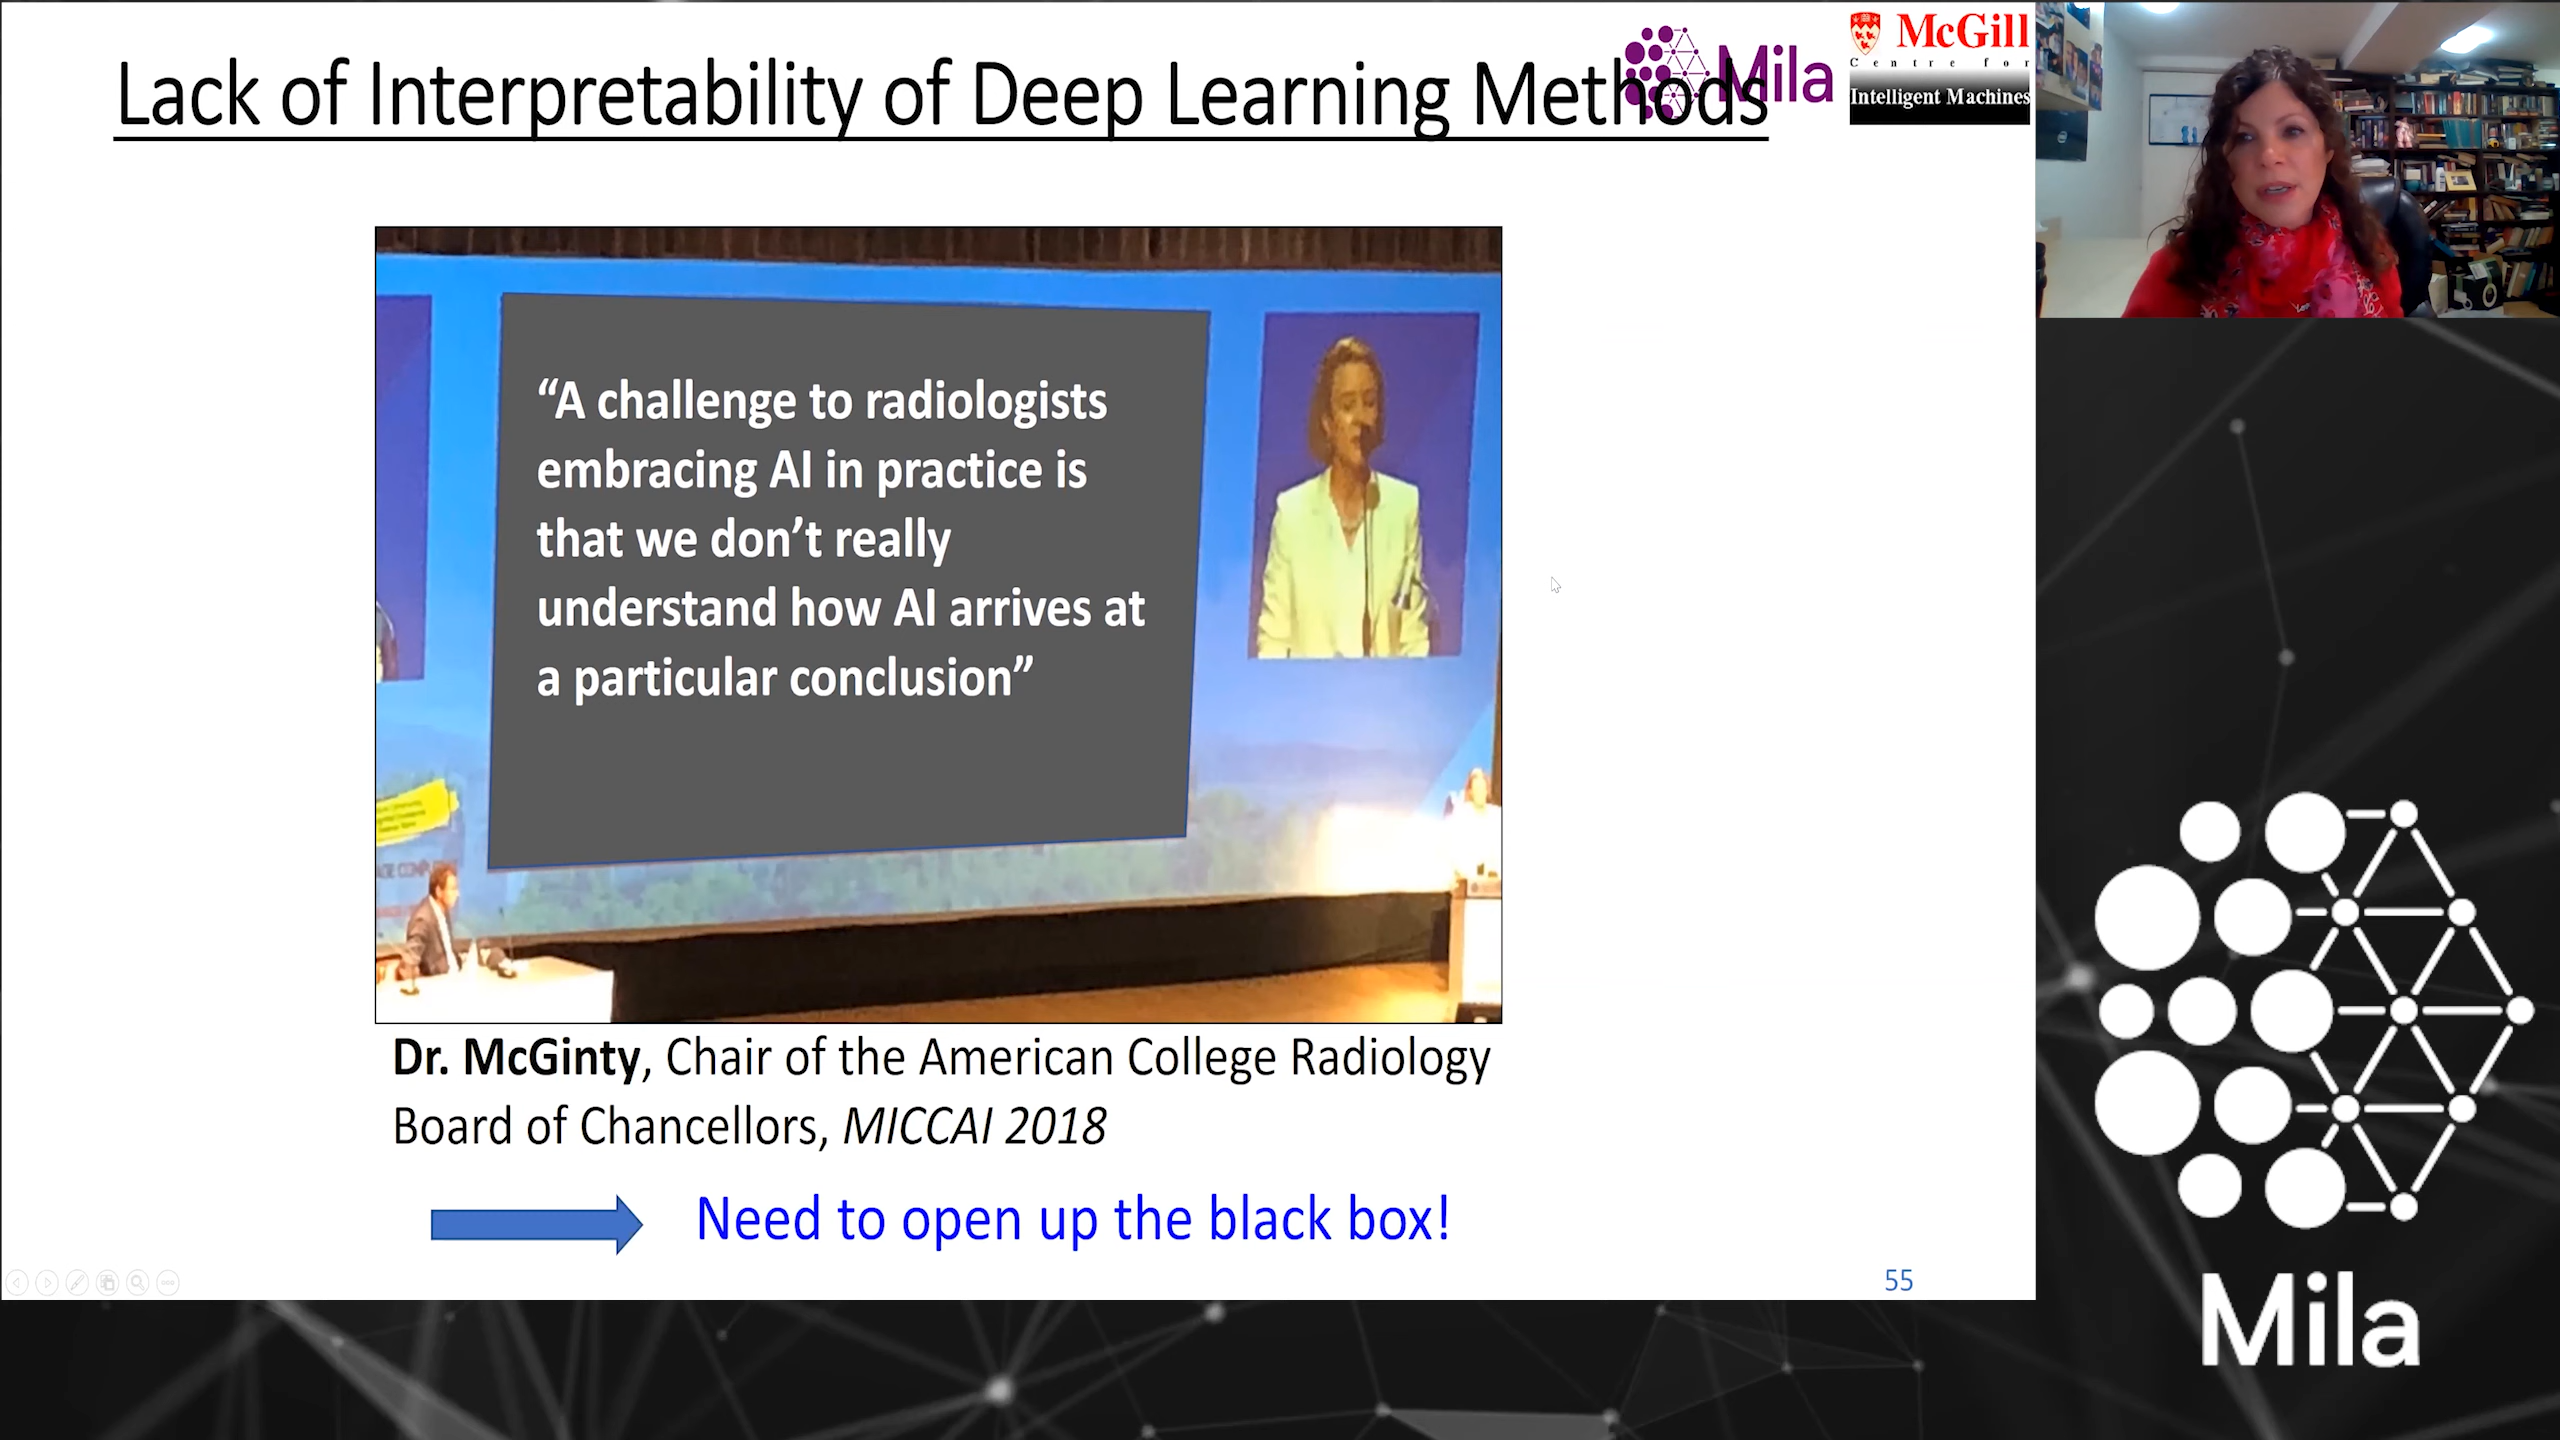 Lack of Interpretability of Deep Learning Methods
Mila
McGill
Centre for
Intelligent Machines
“A challenge to radiologists
embracing AI in practice is
that we don’t really
understand how AI arrives at
a particular conclusion”
Dr. McGinty, Chair of the American College Radiology
Board of Chancellors, MICCAI 2018
Need to open up the black box!
55
Mila